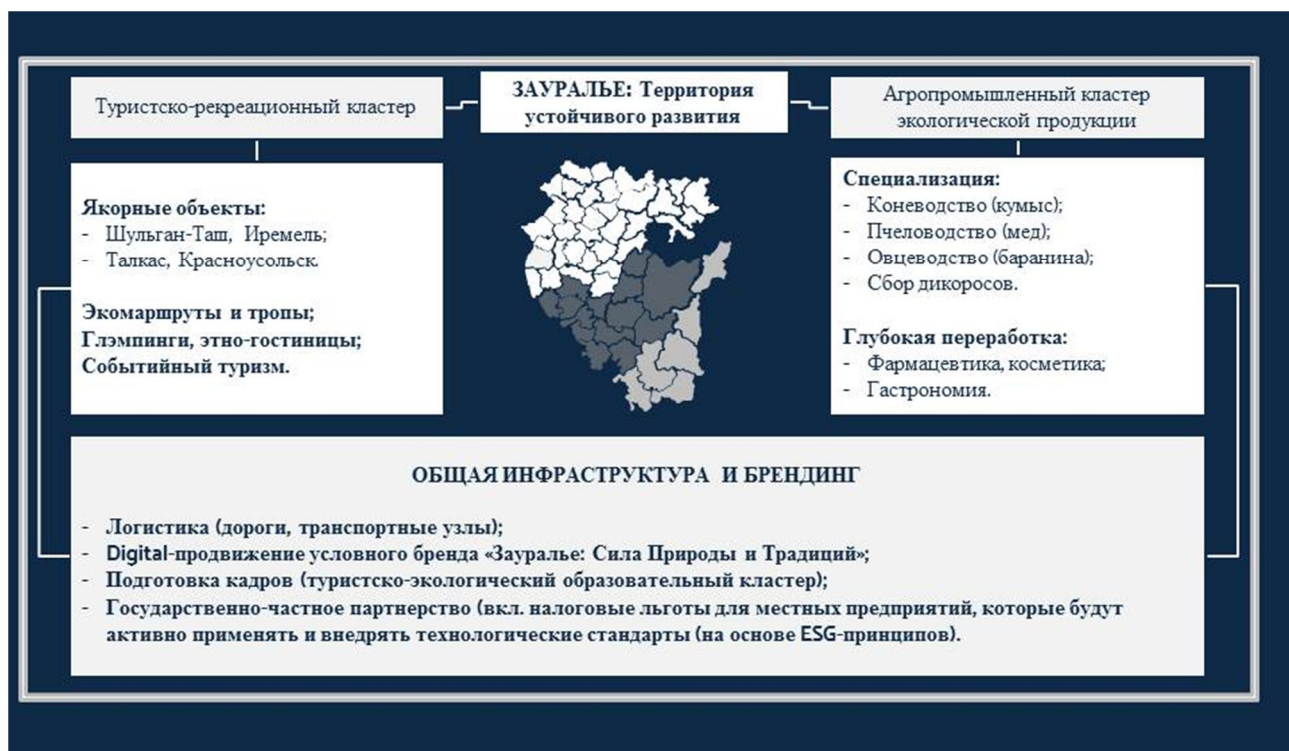 ЗАУРАЛЬЕ: Территория
устойчивого развития
Туристско-рекреационный кластер
Агропромышленный кластер
экологической продукции
Якорные объекты:
- Шульган-Таш, Иремель;
- Талкас, Красноусольск.
Экомаршруты и тропы;
Глэмпинги, этно-гостиницы;
Событийный туризм.
Специализация:
- Коневодство (кумыс);
- Пчеловодство (мед);
- Овцеводство (баранина);
- Сбор дикоросов.
Глубокая переработка:
- Фармацевтика, косметика;
- Гастрономия.
ОБЩАЯ ИНФРАСТРУКТУРА И БРЕНДИНГ
- Логистика (дороги, транспортные узлы);
- Digital-продвижение условного бренда «Зауралье: Сила Природы и Традиций»;
- Подготовка кадров (туристско-экологический образовательный кластер);
- Государственно-частное партнерство (вкл. налоговые льготы для местных предприятий, которые будут
активно применять и внедрять технологические стандарты (на основе ESG-принципов).